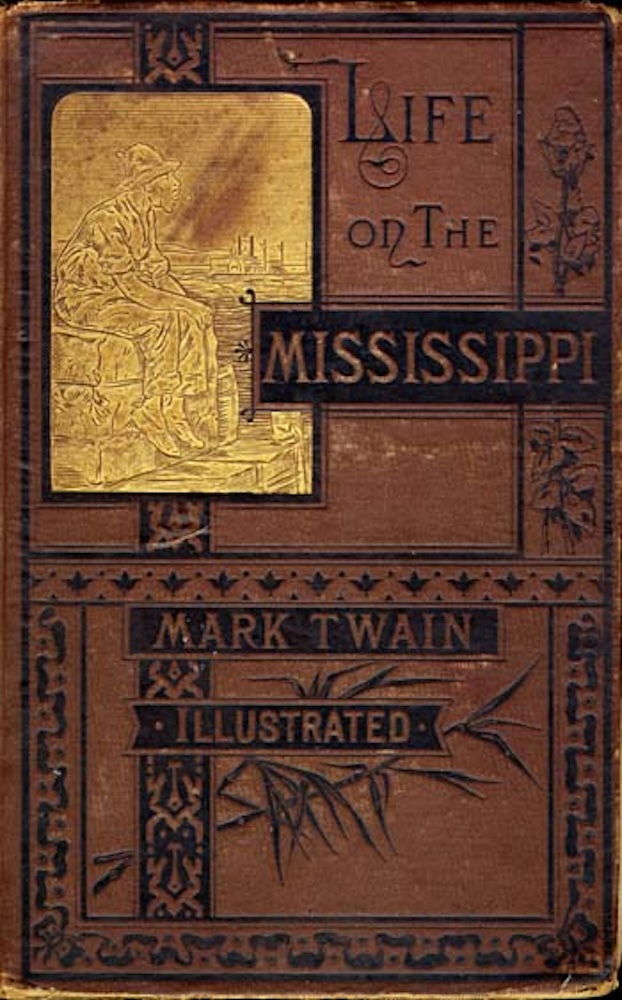 LIFE
ON THE
MISSISSIPPI
MARK TWAIN
· ILLUSTRATED ·